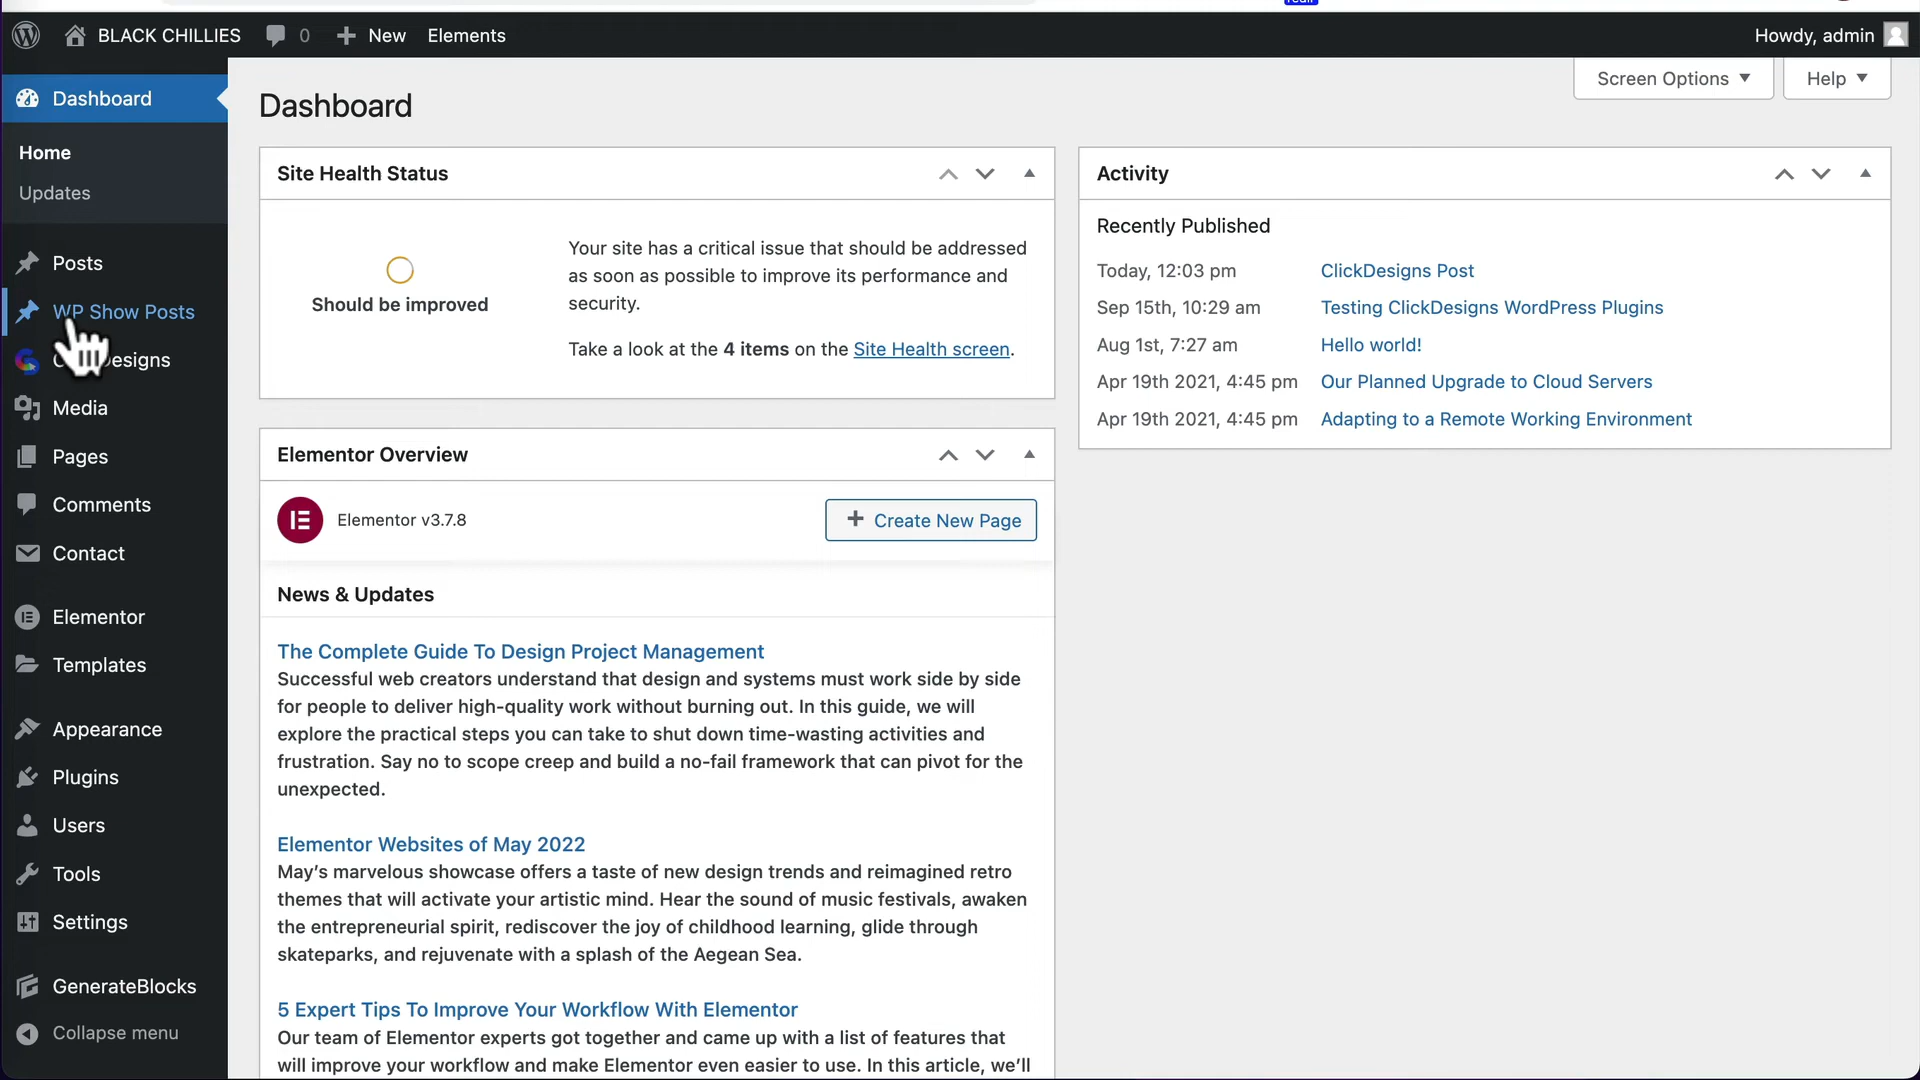 BLACK CHILLIES
0
New
Elements
Howdy, admin
Screen Options ▼
Help ▼
Dashboard
Home
Updates
Posts
WP Show Posts
esigns
Media
Pages
Comments
Contact
Elementor
Templates
Appearance
Plugins
Users
Tools
Settings
GenerateBlocks
Collapse menu
Dashboard
Site Health Status
Should be improved
Your site has a critical issue that should be addressed
as soon as possible to improve its performance and
security.
Take a look at the 4 items on the Site Health screen.
Elementor Overview
Elementor v3.7.8
Create New Page
News & Updates
The Complete Guide To Design Project Management
Successful web creators understand that design and systems must work side by side
for people to deliver high-quality work without burning out. In this guide, we will
explore the practical steps you can take to shut down time-wasting activities and
frustration. Say no to scope creep and build a no-fail framework that can pivot for the
unexpected.
Elementor Websites of May 2022
May’s marvelous showcase offers a taste of new design trends and reimagined retro
themes that will activate your artistic mind. Hear the sound of music festivals, awaken
the entrepreneurial spirit, rediscover the joy of childhood learning, glide through
skateparks, and rejuvenate with a splash of the Aegean Sea.
5 Expert Tips To Improve Your Workflow With Elementor
Our team of Elementor experts got together and came up with a list of features that
will improve your workflow and make Elementor even easier to use. In this article, we’ll
Activity
Recently Published
Today, 12:03 pm ClickDesigns Post
Sep 15th, 10:29 am Testing ClickDesigns WordPress Plugins
Aug 1st, 7:27 am Hello world!
Apr 19th 2021, 4:45 pm Our Planned Upgrade to Cloud Servers
Apr 19th 2021, 4:45 pm Adapting to a Remote Working Environment